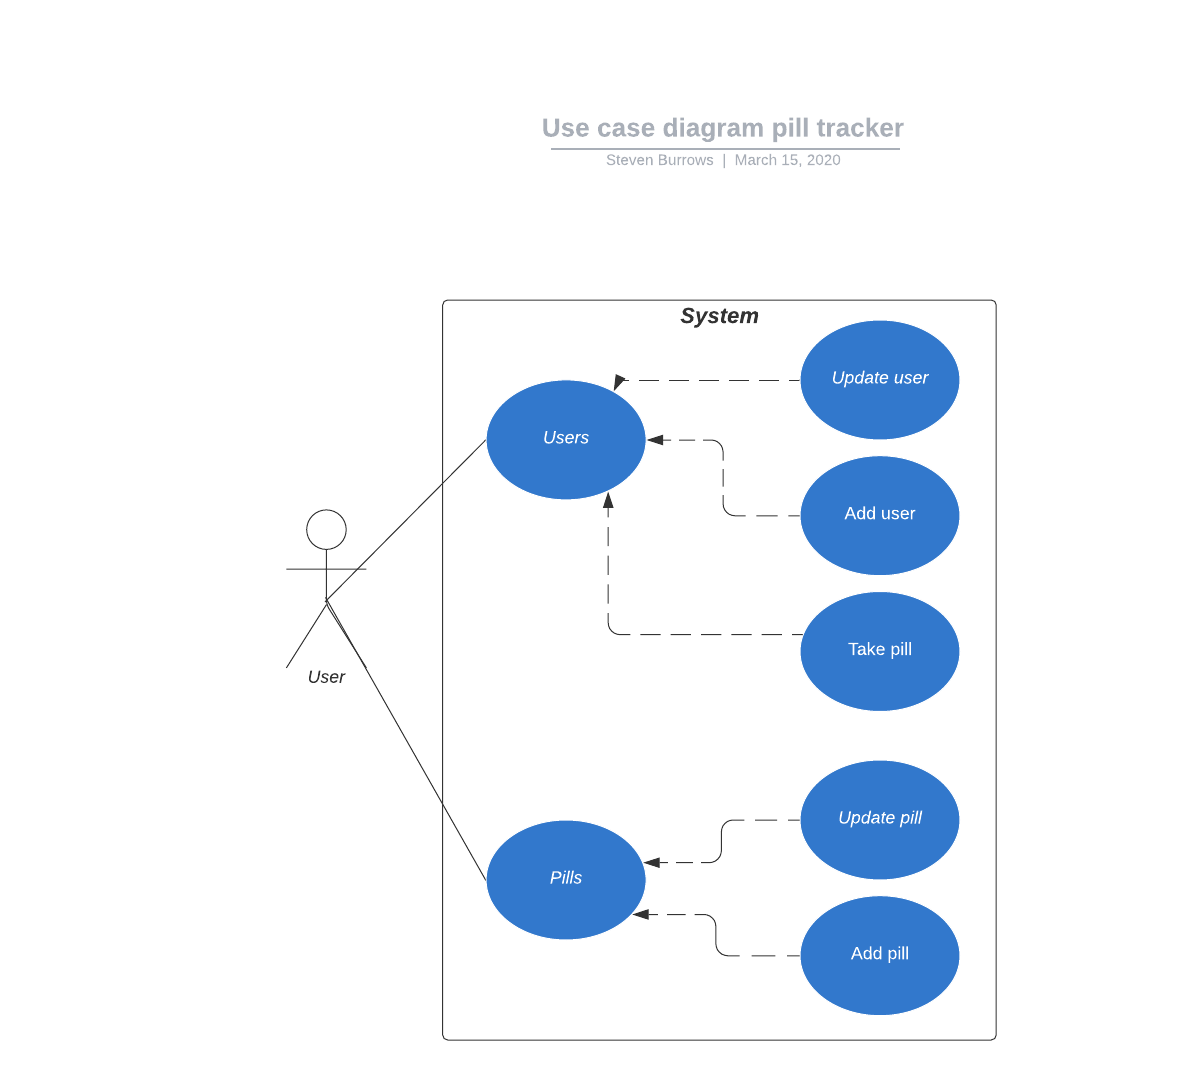 Use case diagram pill tracker
Steven Burrows | March 15, 2020
System
Update user
Users
Add user
Take pill
User
Update pill
Pills
Add pill